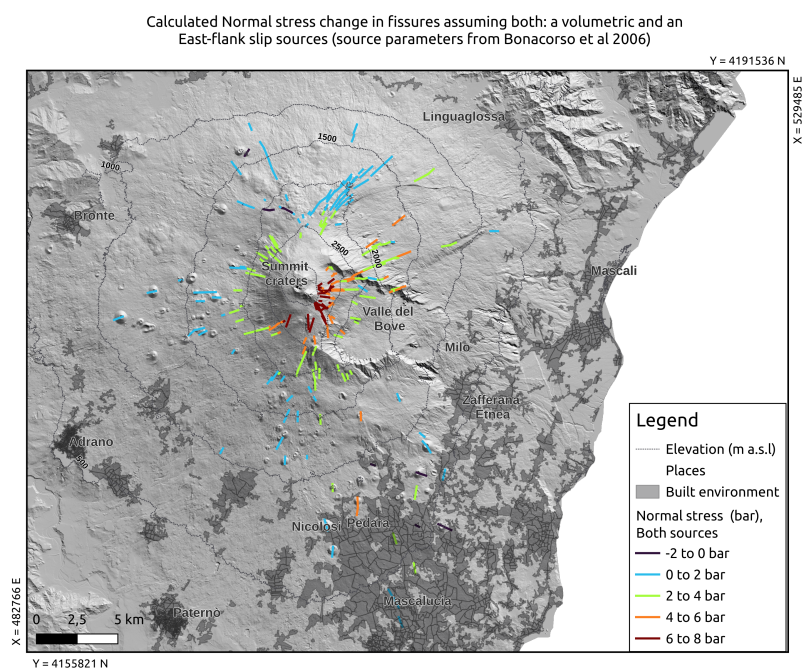 Calculated Normal stress change in fissures assuming both: a volumetric and an
East-flank slip sources (source parameters from Bonacorso et al 2006)
Y = 4191536 N
X = 529485 E
Linguaglossa
1500
1000
Bronte
2500
2000
Summit
craters
Mascali
Valle del
Bove
Milo
Zafferana
Etnea
Adrano
500
Nicolosi
Pedara
Mascalucia
Paternò
0 2,5 5 km
X = 482766 E
Y = 4155821 N
Legend
Elevation (m a.s.l)
Places
Built environment
Normal stress (bar),
Both sources
-2 to 0 bar
0 to 2 bar
2 to 4 bar
4 to 6 bar
6 to 8 bar